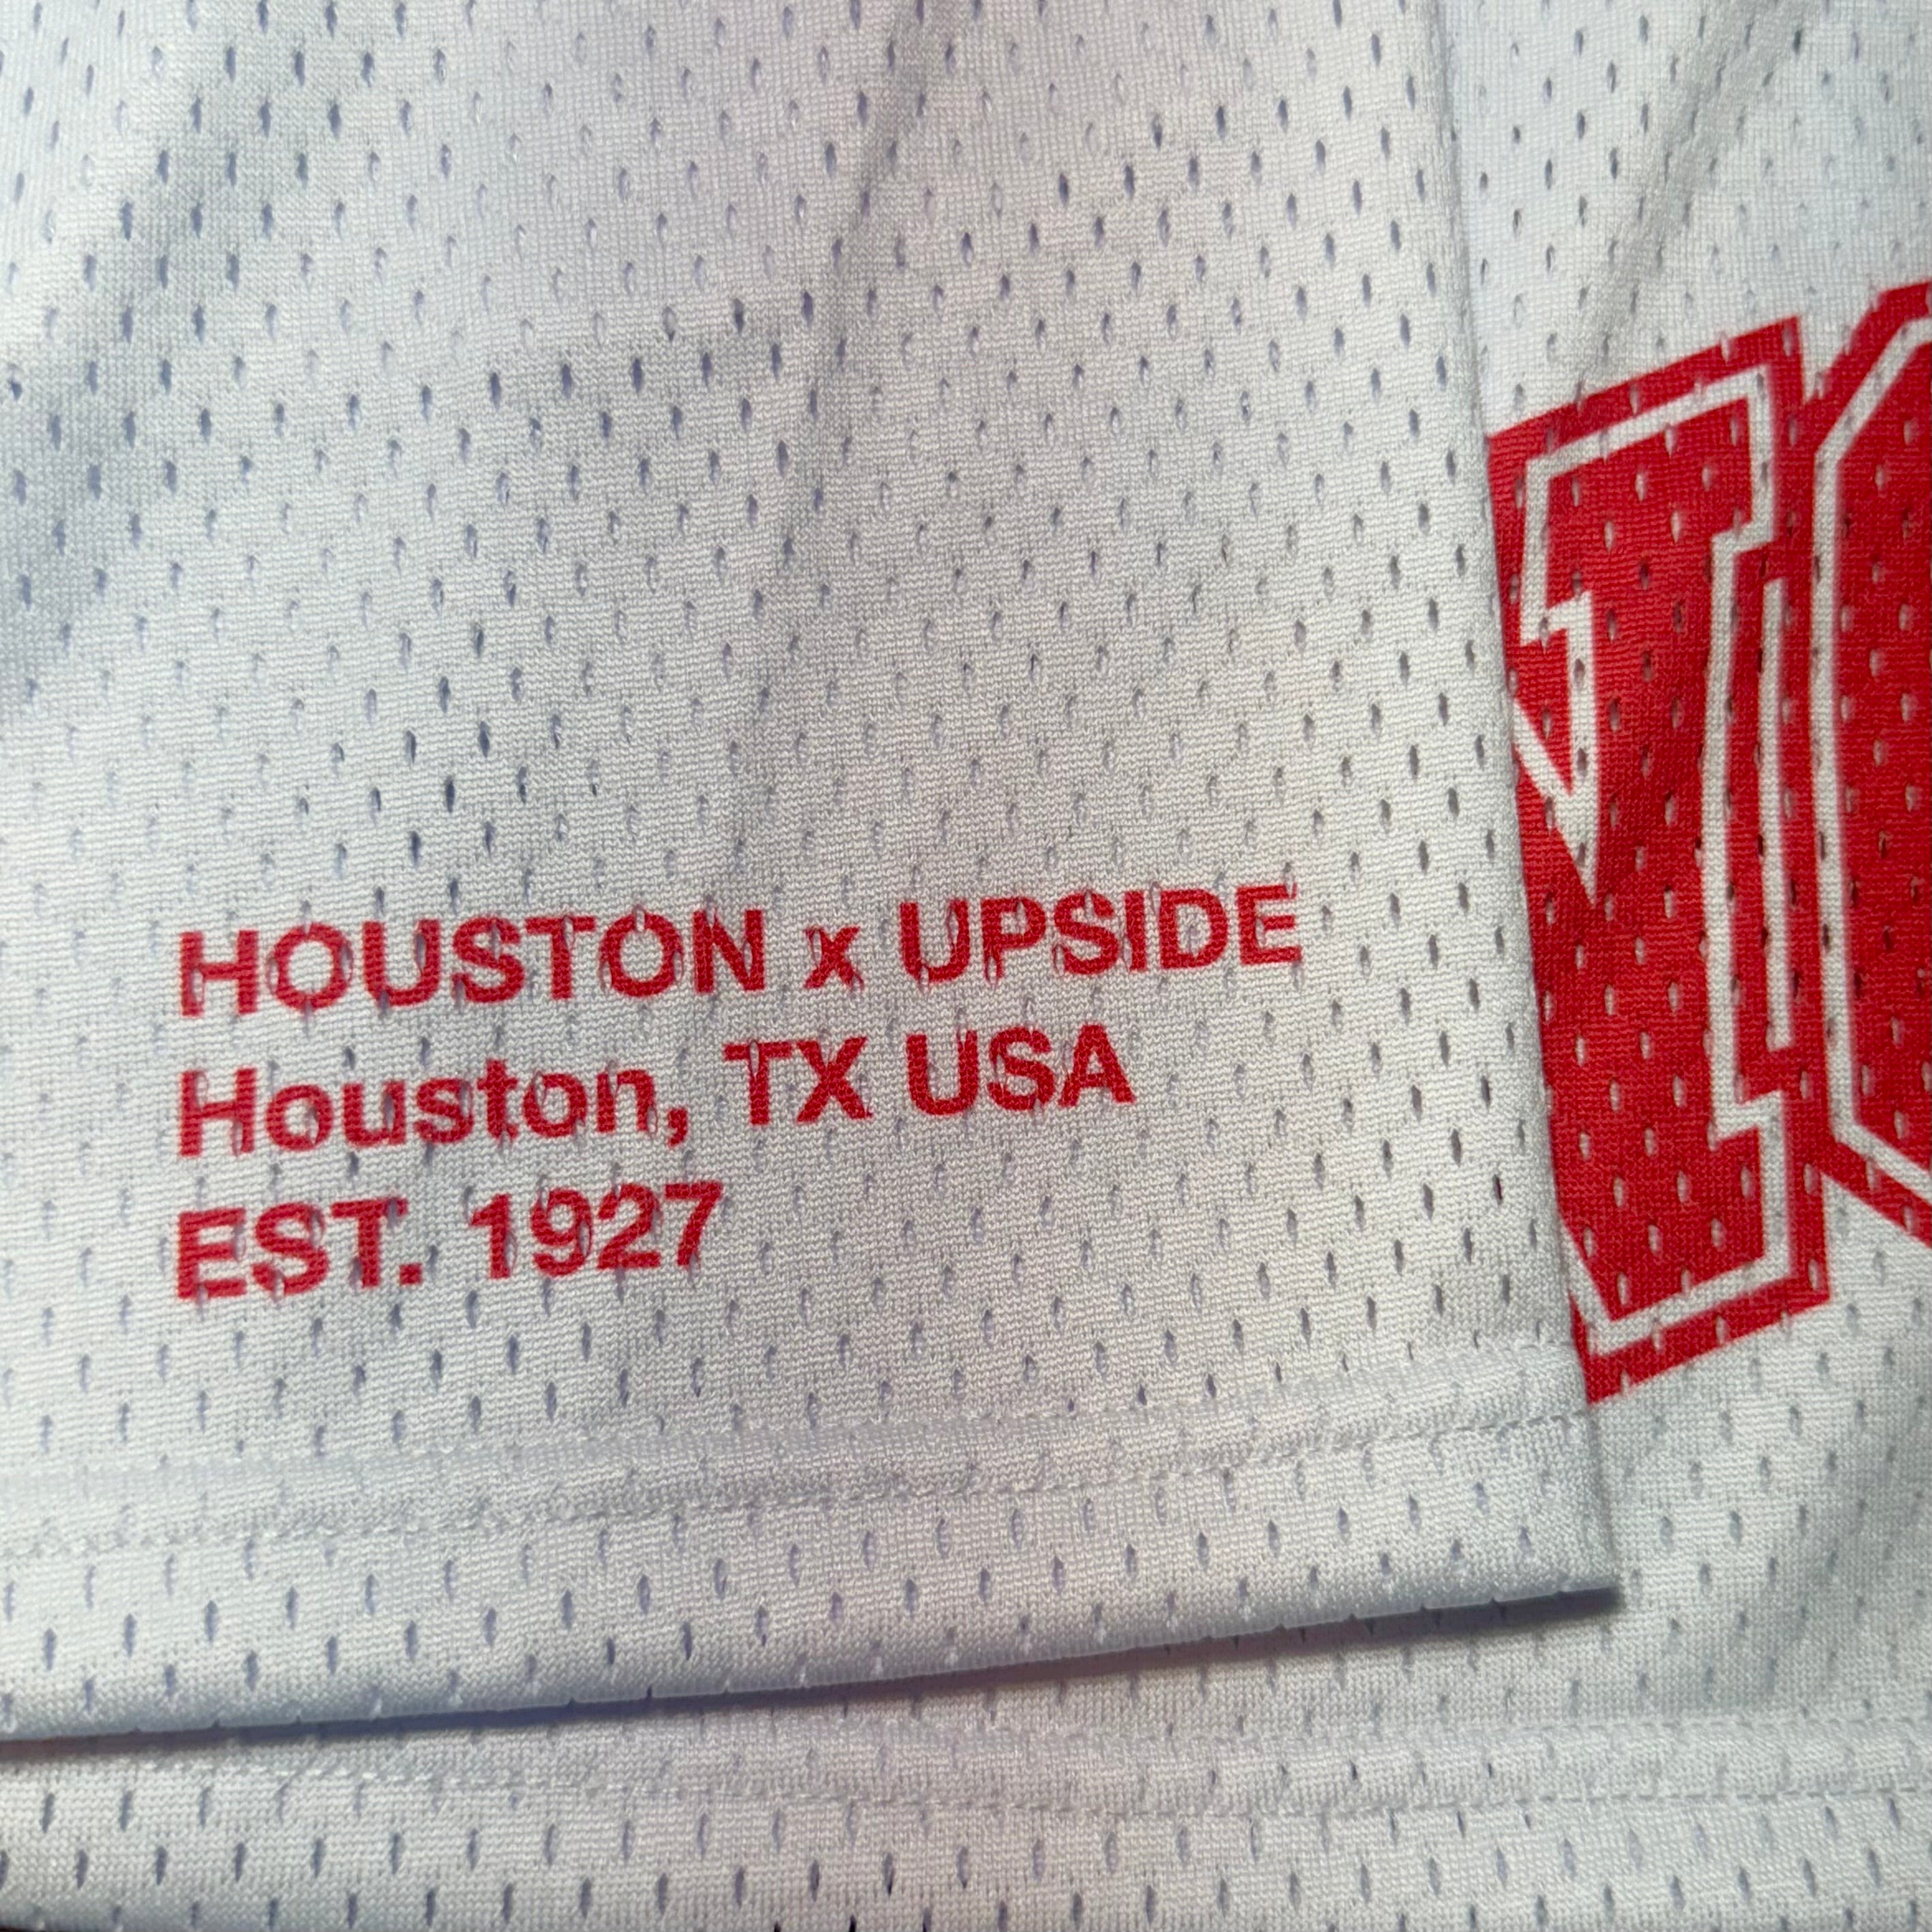 HOUSTON x UPSIDE
Houston, TX USA
EST. 1927